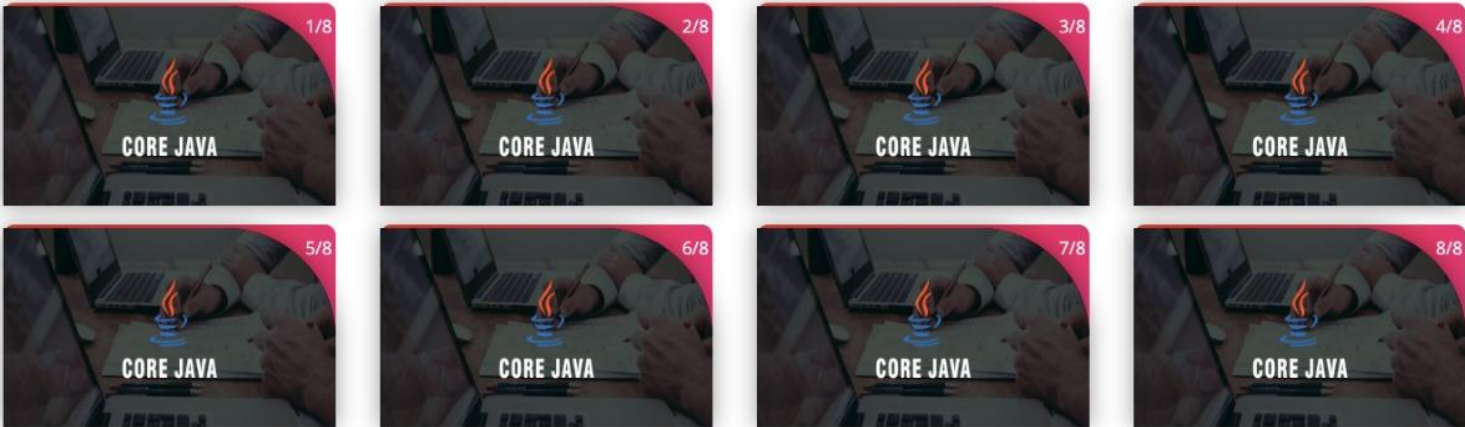 1/8
CORE JAVA
2/8
CORE JAVA
3/8
CORE JAVA
4/8
CORE JAVA
5/8
CORE JAVA
6/8
CORE JAVA
7/8
CORE JAVA
8/8
CORE JAVA